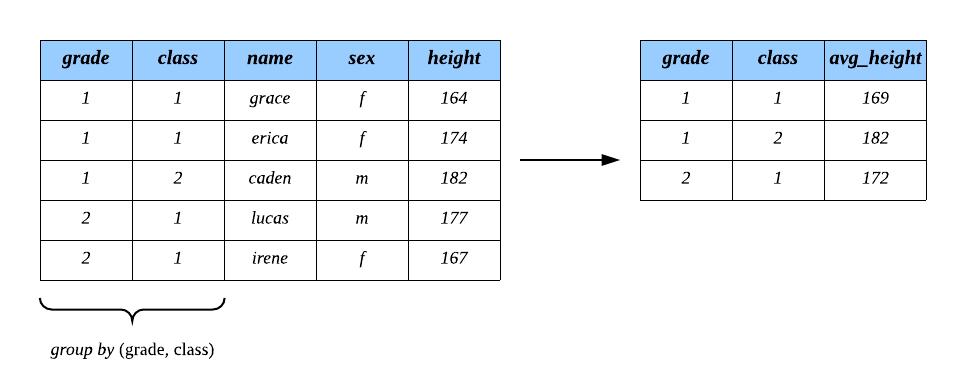 grade class name sex height
1 1 grace f 164
1 1 erica f 174
1 2 caden m 182
2 1 lucas m 177
2 1 irene f 167
group by (grade, class)
grade class avg_height
1 1 169
1 2 182
2 1 172